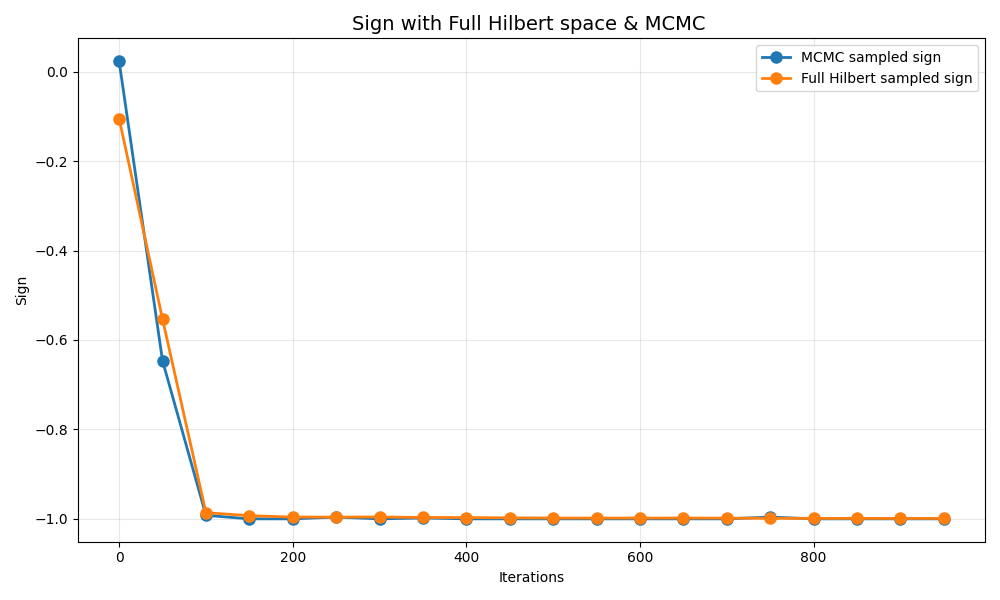 Sign with Full Hilbert space & MCMC
MCMC sampled sign
Full Hilbert sampled sign
0.0
−0.2
−0.4
−0.6
−0.8
−1.0
Sign
0 200 400 600 800
Iterations